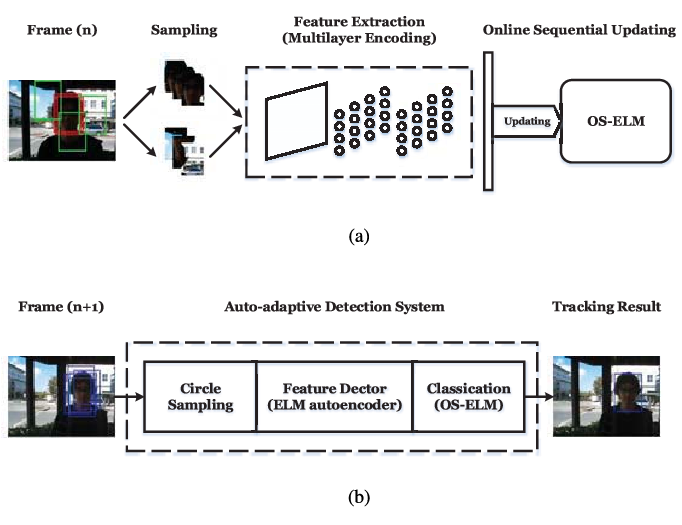 Frame (n)
Sampling
Feature Extraction
(Multilayer Encoding)
Online Sequential Updating
Updating
OS-ELM
(a)
Frame (n+1)
Auto-adaptive Detection System
Tracking Result
Circle
Sampling
Feature Dector
(ELM autoencoder)
Classication
(OS-ELM)
(b)